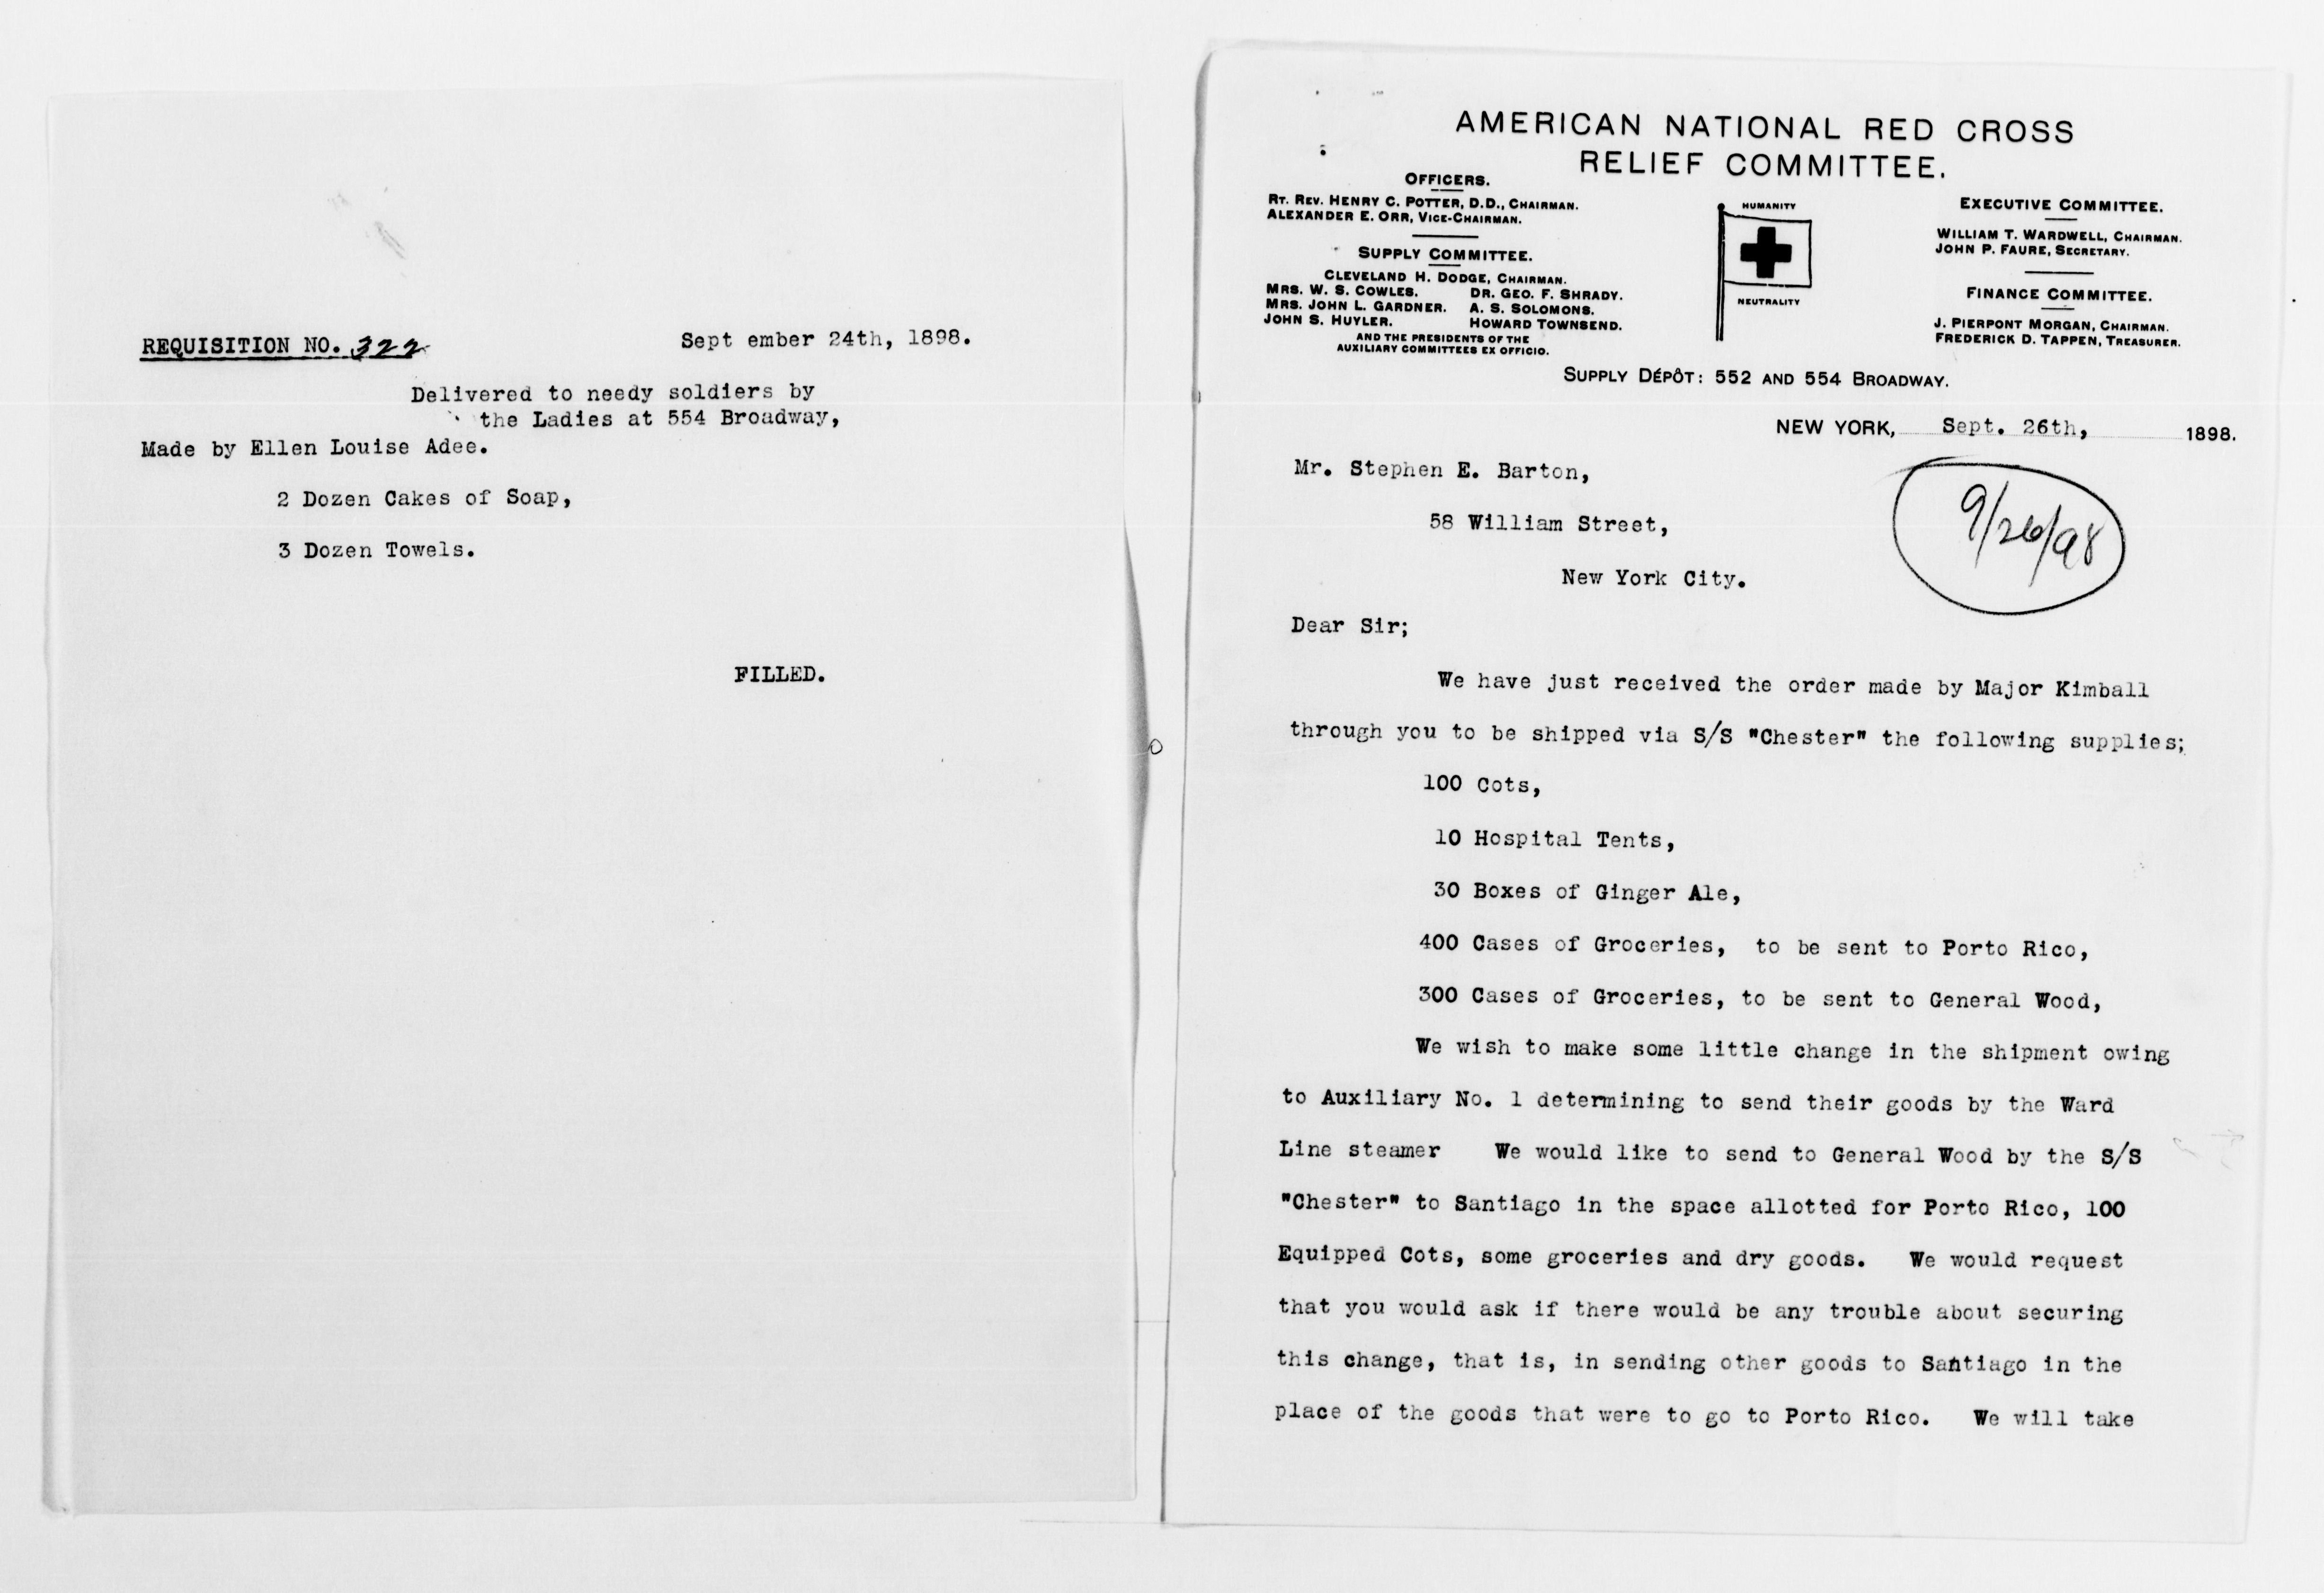 REQUISITION NO. 322
Sept ember 24th, 1898.
Delivered to needy soldiers by
the Ladies at 554 Broadway,
Made by Ellen Louise Adee.
2 Dozen Cakes of Soap,
3 Dozen Towels.
FILLED.
AMERICAN NATIONAL RED CROSS
RELIEF COMMITTEE.
OFFICERS.
RT. REV. HENRY C. POTTER, D.D., CHAIRMAN.
ALEXANDER E. ORR, VICE-CHAIRMAN.
SUPPLY COMMITTEE.
CLEVELAND H. DODGE, CHAIRMAN.
MRS. W. S. COWLES. DR. GEO. F. SHRADY.
MRS. JOHN L. GARDNER. A. S. SOLOMONS.
JOHN S. HUYLER. HOWARD TOWNSEND.
AND THE PRESIDENTS OF THE
AUXILIARY COMMITTEES EX OFFICIO.
HUMANITY
NEUTRALITY
EXECUTIVE COMMITTEE.
WILLIAM T. WARDWELL, CHAIRMAN.
JOHN P. FAURE, SECRETARY.
FINANCE COMMITTEE.
J. PIERPONT MORGAN, CHAIRMAN.
FREDERICK D. TAPPEN, TREASURER.
SUPPLY DÉPÔT: 552 AND 554 BROADWAY.
NEW YORK, Sept. 26th, 1898.
Mr. Stephen E. Barton,
58 William Street,
New York City.
9/26/98
Dear Sir;
We have just received the order made by Major Kimball
through you to be shipped via S/S "Chester" the following supplies;
100 Cots,
10 Hospital Tents,
30 Boxes of Ginger Ale,
400 Cases of Groceries, to be sent to Porto Rico,
300 Cases of Groceries, to be sent to General Wood,
We wish to make some little change in the shipment owing
to Auxiliary No. 1 determining to send their goods by the Ward
Line steamer We would like to send to General Wood by the S/S
"Chester" to Santiago in the space allotted for Porto Rico, 100
Equipped Cots, some groceries and dry goods. We would request
that you would ask if there would be any trouble about securing
this change, that is, in sending other goods to Santiago in the
place of the goods that were to go to Porto Rico. We will take